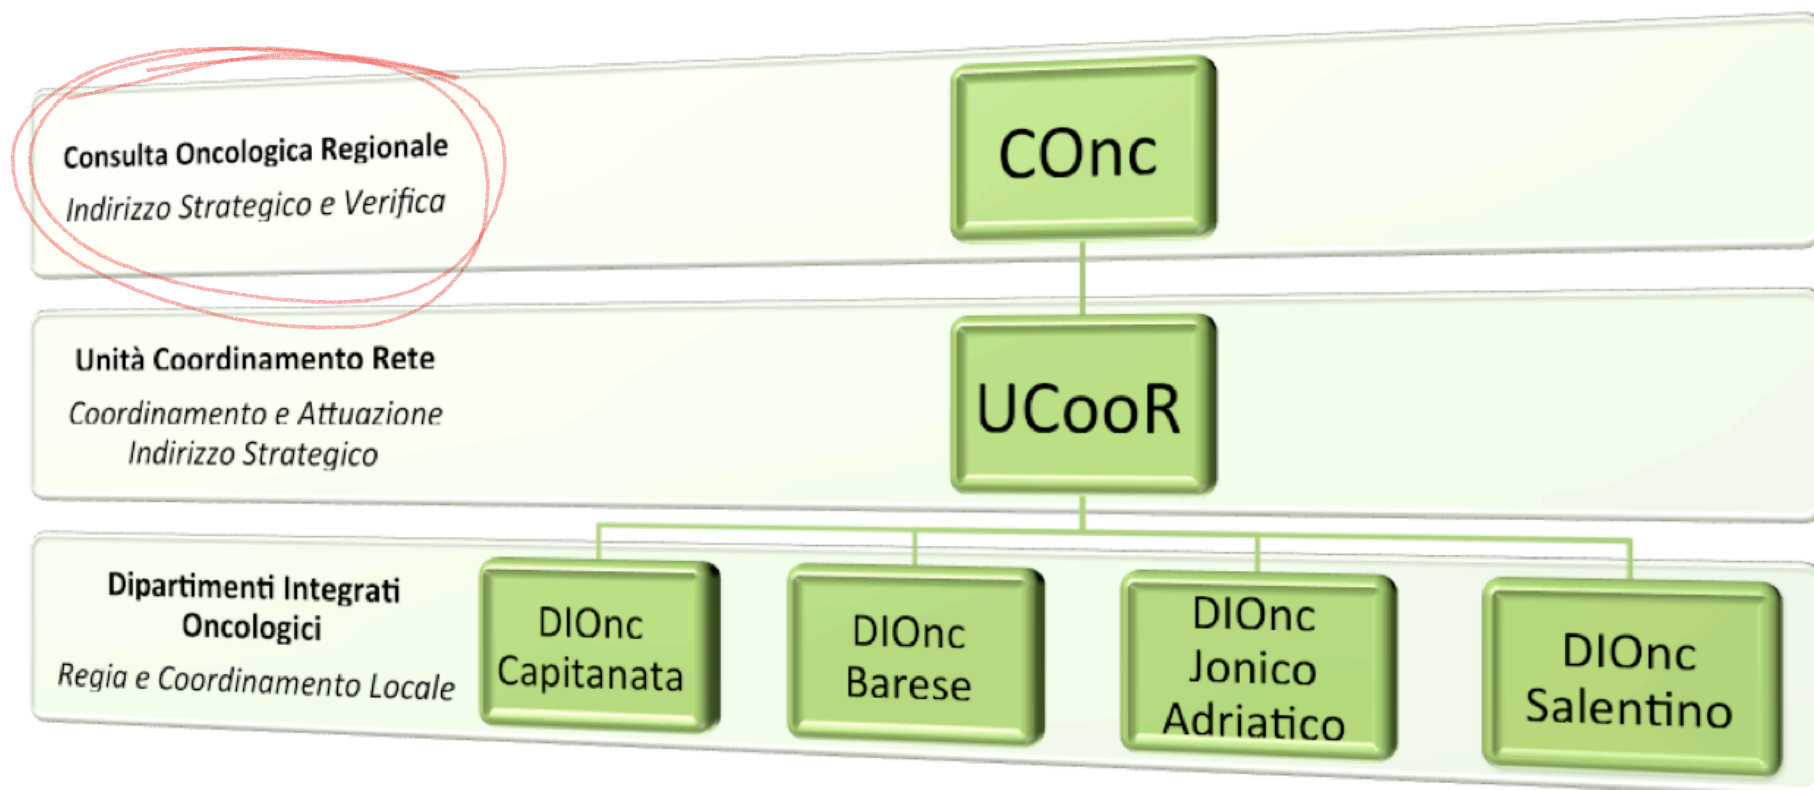 Consulta Oncologica Regionale
Indirizzo Strategico e Verifica
COnc
Unità Coordinamento Rete
Coordinamento e Attuazione
Indirizzo Strategico
UCooR
Dipartimenti Integrati
Oncologici
Regia e Coordinamento Locale
DIOnc
Capitanata
DIOnc
Barese
DIOnc
Jonico
Adriatico
DIOnc
Salentino